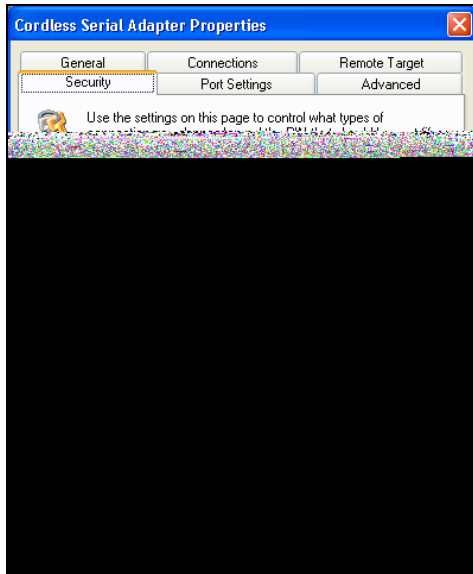 Cordless Serial Adapter Properties
General Connections Remote Target
Security Port Settings Advanced
Use the settings on this page to control what types of